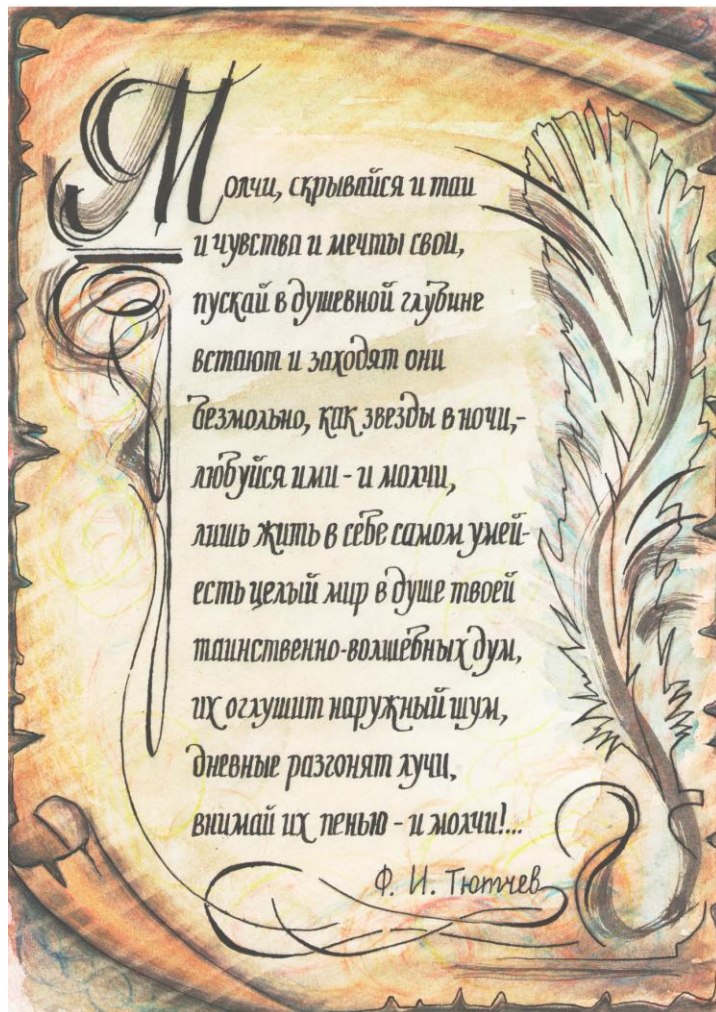 Молчи, скрывайся и таи
и чувства и мечты свои,
пускай в душевной глубине
встают и заходят они
безмольно, как звезды в ночи,-
любуйся ими - и молчи,
лишь жить в себе самом умей-
есть целый мир в душе твоей
таинственно-волшебных дум,
их оглушит наружный шум,
дневные разгонят лучи,
внимай их пенью - и молчи!...
Ф. И. Тютчев